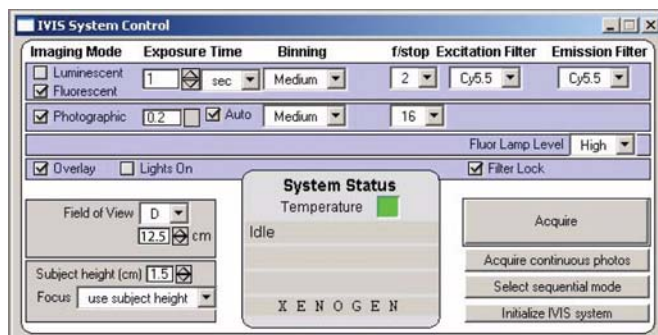 IVIS System Control
Imaging Mode Exposure Time Binning f/stop Excitation Filter Emission Filter
Luminescent
Fluorescent
1 sec Medium 2 Cy5.5 Cy5.5
Photographic 0.2 Auto Medium 16
Fluor Lamp Level High
Overlay Lights On Filter Lock
System Status
Temperature
Idle
XENOGEN
Field of View D
12.5 cm
Subject height (cm) 1.5
Focus use subject height
Acquire
Acquire continuous photos
Select sequential mode
Initialize IVIS system